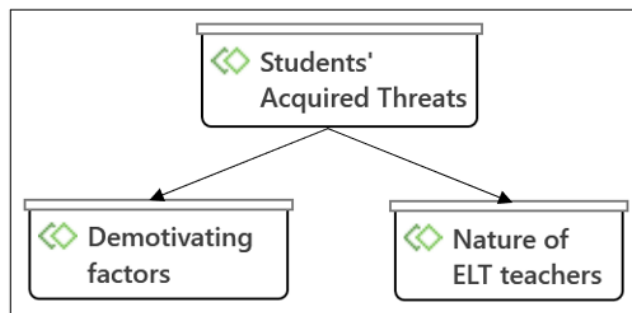 Students'
Acquired Threats
Demotivating
factors
Nature of
ELT teachers